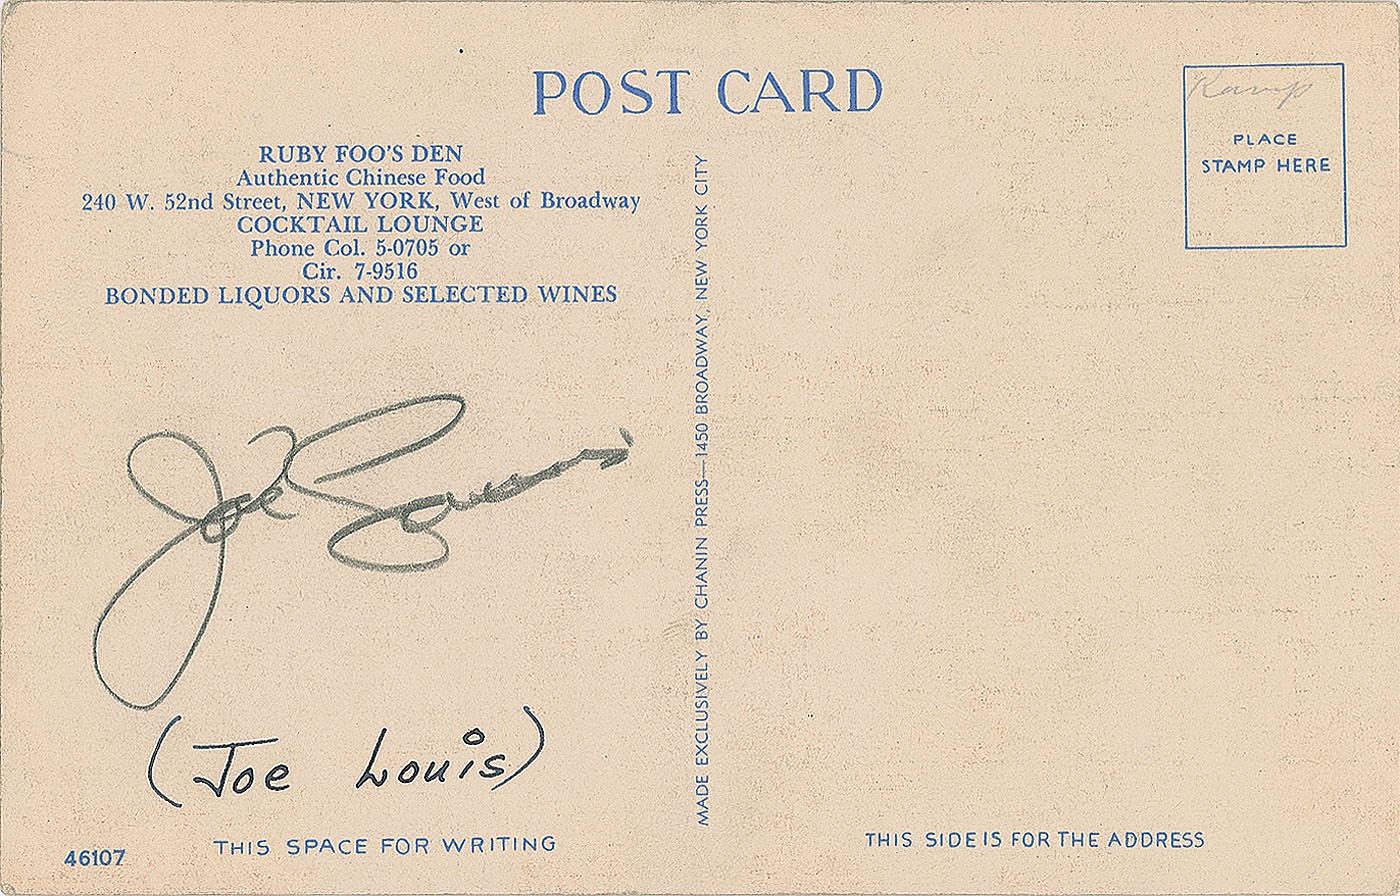 POST CARD
RUBY FOO'S DEN
Authentic Chinese Food
240 W. 52nd Street, NEW YORK, West of Broadway
COCKTAIL LOUNGE
Phone Col. 5-0705 or
Cir. 7-9516
BONDED LIQUORS AND SELECTED WINES
Joe Louis
(Joe Louis)
46107
THIS SPACE FOR WRITING
MADE EXCLUSIVELY BY CHANIN PRESS—1450 BROADWAY, NEW YORK CITY
Kamp
PLACE
STAMP HERE
THIS SIDE IS FOR THE ADDRESS